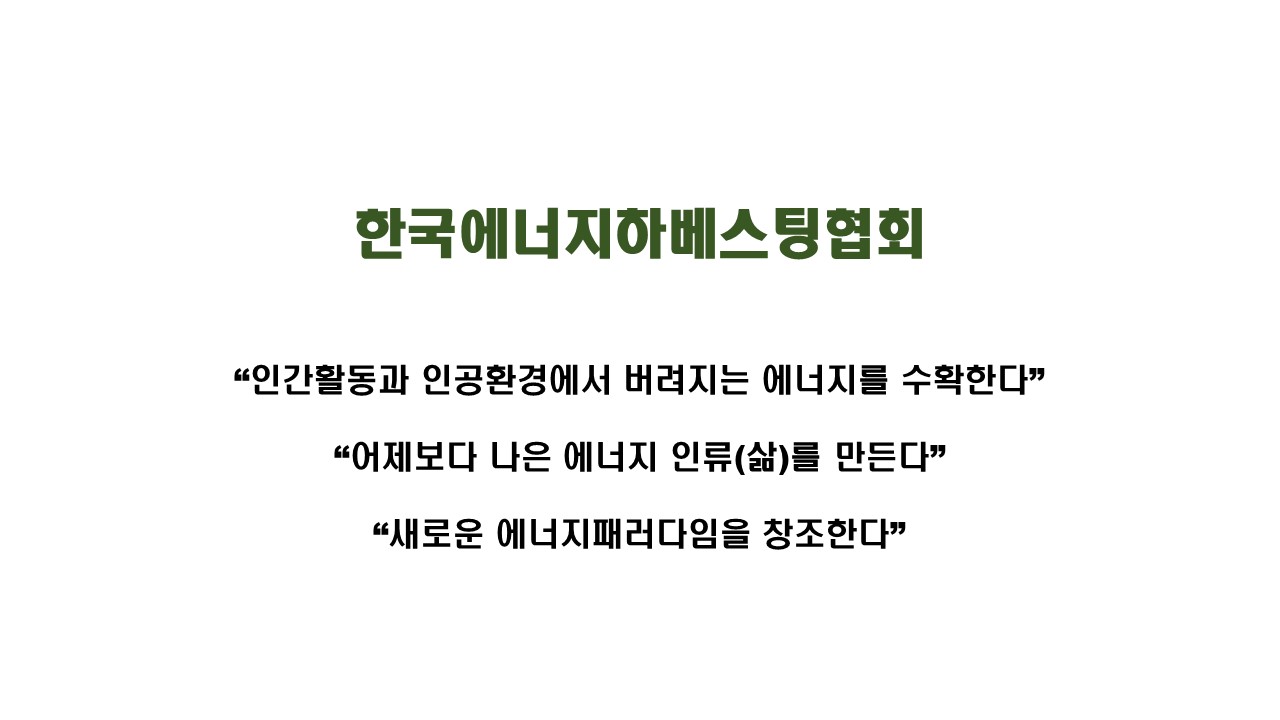 한국에너지하베스팅협회
“인간활동과 인공환경에서 버려지는 에너지를 수확한다”
“어제보다 나은 에너지 인류(삶)를 만든다”
“새로운 에너지패러다임을 창조한다”